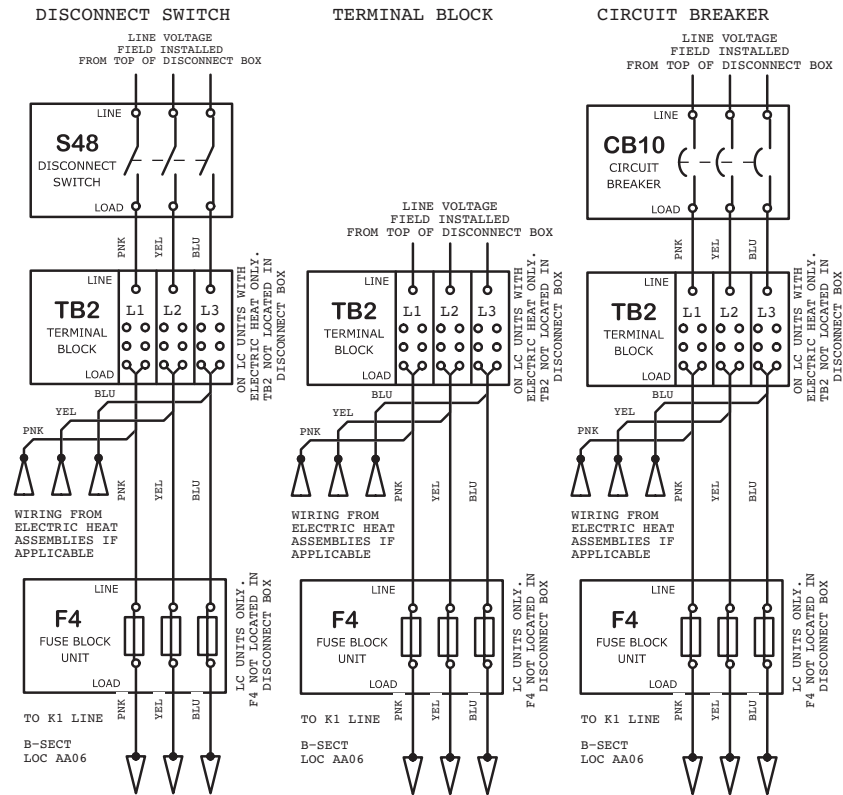 DISCONNECT SWITCH
LINE VOLTAGE
FIELD INSTALLED
FROM TOP OF DISCONNECT BOX
LINE
S48
DISCONNECT
SWITCH
LOAD
PNK
YEL
BLU
LINE
TB2
TERMINAL
BLOCK
L1
L2
L3
LOAD
ON LC UNITS WITH
ELECTRIC HEAT ONLY.
TB2 NOT LOCATED IN
DISCONNECT BOX
BLU
YEL
PNK
PNK
YEL
BLU
WIRING FROM
ELECTRIC HEAT
ASSEMBLIES IF
APPLICABLE
LINE
F4
FUSE BLOCK
UNIT
LOAD
LC UNITS ONLY.
F4 NOT LOCATED IN
DISCONNECT BOX
PNK
YEL
BLU
TO K1 LINE
B-SECT
LOC AA06
TERMINAL BLOCK
LINE VOLTAGE
FIELD INSTALLED
FROM TOP OF DISCONNECT BOX
LINE
TB2
TERMINAL
BLOCK
L1
L2
L3
LOAD
ON LC UNITS WITH
ELECTRIC HEAT ONLY.
TB2 NOT LOCATED IN
DISCONNECT BOX
BLU
YEL
PNK
PNK
YEL
BLU
WIRING FROM
ELECTRIC HEAT
ASSEMBLIES IF
APPLICABLE
LINE
F4
FUSE BLOCK
UNIT
LOAD
LC UNITS ONLY.
F4 NOT LOCATED IN
DISCONNECT BOX
PNK
YEL
BLU
TO K1 LINE
B-SECT
LOC AA06
CIRCUIT BREAKER
LINE VOLTAGE
FIELD INSTALLED
FROM TOP OF DISCONNECT BOX
LINE
CB10
CIRCUIT
BREAKER
LOAD
PNK
YEL
BLU
LINE
TB2
TERMINAL
BLOCK
L1
L2
L3
LOAD
ON LC UNITS WITH
ELECTRIC HEAT ONLY.
TB2 NOT LOCATED IN
DISCONNECT BOX
BLU
YEL
PNK
PNK
YEL
BLU
WIRING FROM
ELECTRIC HEAT
ASSEMBLIES IF
APPLICABLE
LINE
F4
FUSE BLOCK
UNIT
LOAD
LC UNITS ONLY.
F4 NOT LOCATED IN
DISCONNECT BOX
PNK
YEL
BLU
TO K1 LINE
B-SECT
LOC AA06